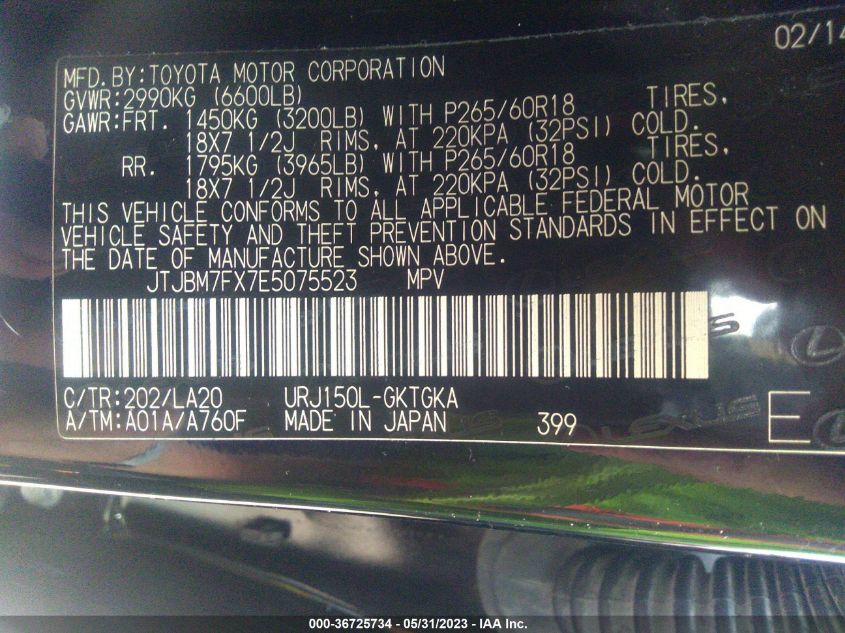 02/14
MFD. BY: TOYOTA MOTOR CORPORATION
GVWR: 2990KG (6600LB)
GAWR: FRT. 1450KG (3200LB) WITH P265/60R18 TIRES,
18X7 1/2J RIMS, AT 220KPA (32PSI) COLD.
RR. 1795KG (3965LB) WITH P265/60R18 TIRES,
18X7 1/2J RIMS, AT 220KPA (32PSI) COLD.
THIS VEHICLE CONFORMS TO ALL APPLICABLE FEDERAL MOTOR
VEHICLE SAFETY AND THEFT PREVENTION STANDARDS IN EFFECT ON
THE DATE OF MANUFACTURE SHOWN ABOVE.
JTJBM7FX7E5075523 MPV
C/TR: 202/LA20 URJ150L-GKTGKA
A/TM: A01A/A760F MADE IN JAPAN 399 E
000-36725734 - 05/31/2023 - IAA Inc.